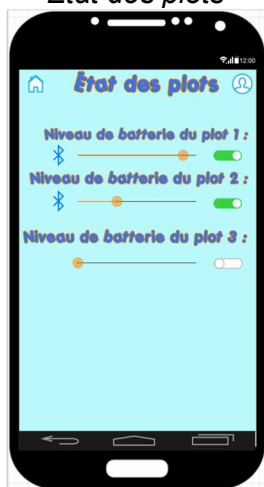 État des plots
12:00
État des plots
Niveau de batterie du plot 1 :
Niveau de batterie du plot 2 :
Niveau de batterie du plot 3 :